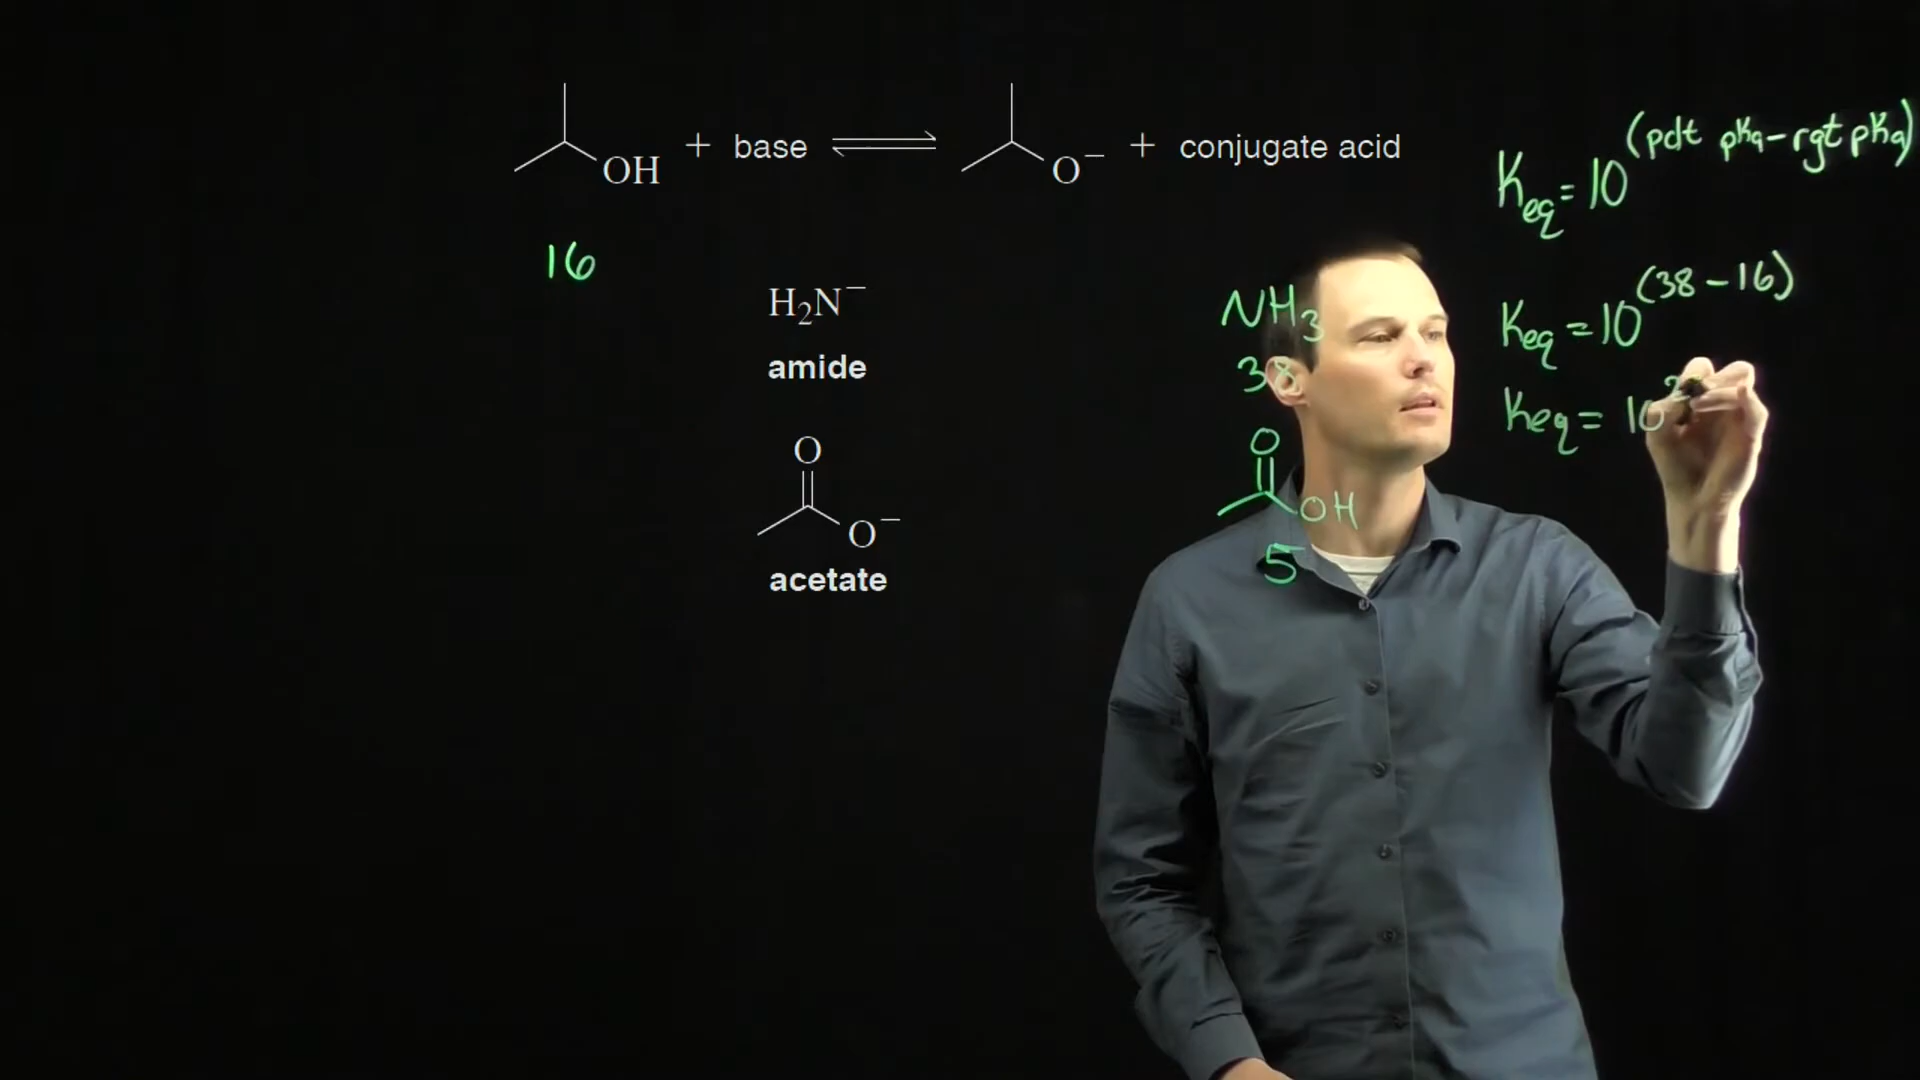 OH + base ⇌ O⁻ + conjugate acid
Keq = 10^(pdt pKa - rgt pKa)
16
H₂N⁻
amide
NH₃
38
Keq = 10^(38 - 16)
Keq = 10
O
O⁻
acetate
O
OH
5